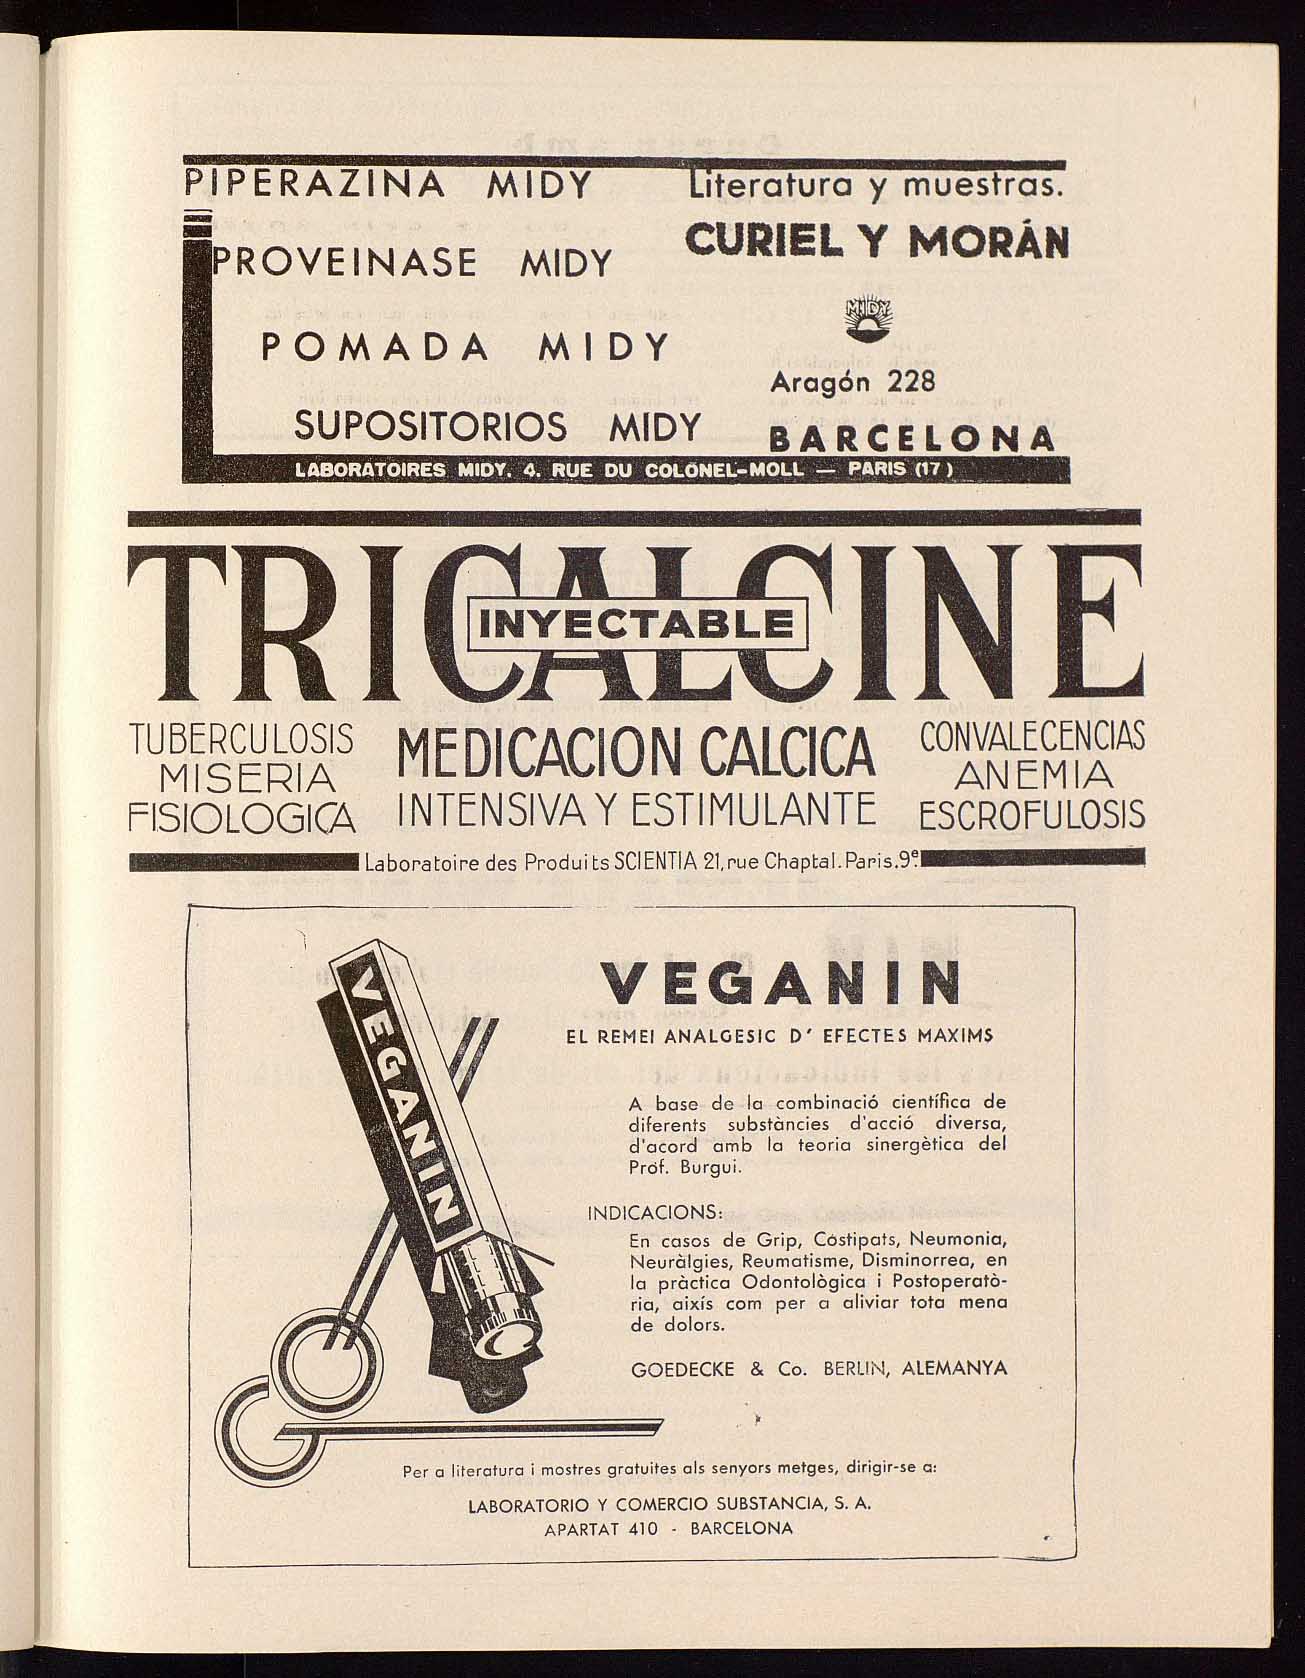 PIPERAZINA MIDY
PROVEINASE MIDY
POMADA MIDY
SUPOSITORIOS MIDY
Literatura y muestras.
CURIEL Y MORÁN
MIDY
Aragón 228
BARCELONA
LABORATOIRES MIDY. 4. RUE DU COLONEL-MOLL — PARIS (17)
TRICALCINE
INYECTABLE
TUBERCULOSIS
MISERIA
FISIOLOGICA
MEDICACION CALCICA
INTENSIVA Y ESTIMULANTE
CONVALECENCIAS
ANEMIA
ESCROFULOSIS
Laboratoire des Produits SCIENTIA 21, rue Chaptal. Paris. 9e.
VEGANIN
VEGANIN
EL REMEI ANALGESIC D' EFECTES MAXIMS
A base de la combinació científica de
diferents substàncies d'acció diversa,
d'acord amb la teoria sinergètica del
Prof. Burgui.
INDICACIONS:
En casos de Grip, Costipats, Neumonia,
Neuràlgies, Reumatisme, Disminorrea, en
la pràctica Odontològica i Postoperatò-
ria, aixís com per a aliviar tota mena
de dolors.
GOEDECKE & Co. BERLIN, ALEMANYA
Per a literatura i mostres gratuites als senyors metges, dirigir-se a:
LABORATORIO Y COMERCIO SUBSTANCIA, S. A.
APARTAT 410 - BARCELONA